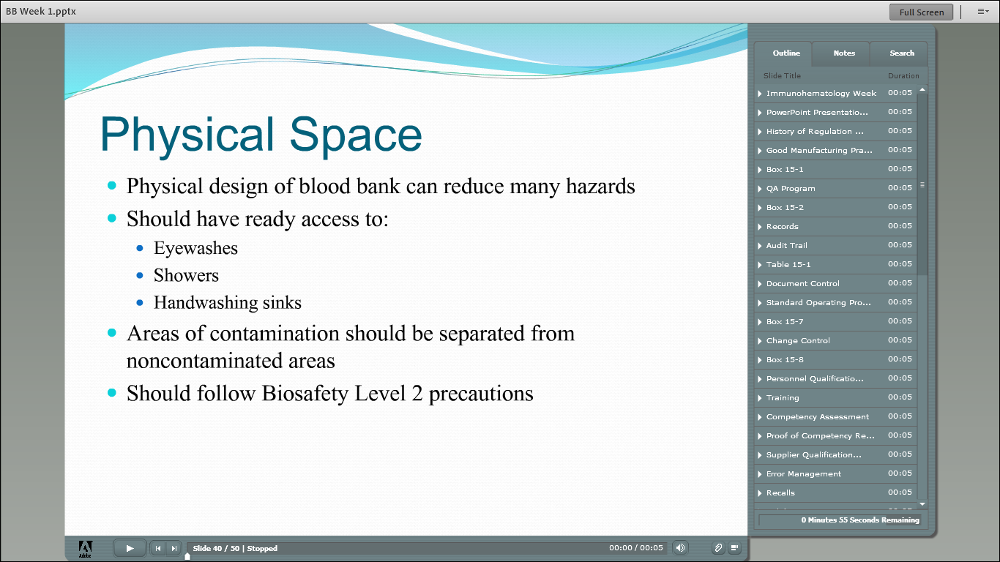 BB Week 1.pptx
Full Screen
Physical Space
Physical design of blood bank can reduce many hazards
Should have ready access to:
Eyewashes
Showers
Handwashing sinks
Areas of contamination should be separated from
noncontaminated areas
Should follow Biosafety Level 2 precautions
Outline Notes Search
Slide Title Duration
Immunohematology Week 00:05
PowerPoint Presentatio... 00:05
History of Regulation ... 00:05
Good Manufacturing Pra... 00:05
Box 15-1 00:05
QA Program 00:05
Box 15-2 00:05
Records 00:05
Audit Trail 00:05
Table 15-1 00:05
Document Control 00:05
Standard Operating Pro... 00:05
Box 15-7 00:05
Change Control 00:05
Box 15-8 00:05
Personnel Qualificatio... 00:05
Training 00:05
Competency Assessment 00:05
Proof of Competency Re... 00:05
Supplier Qualification... 00:05
Error Management 00:05
Recalls 00:05
0 Minutes 55 Seconds Remaining
Adobe
Slide 40 / 50 | Stopped 00:00 / 00:05